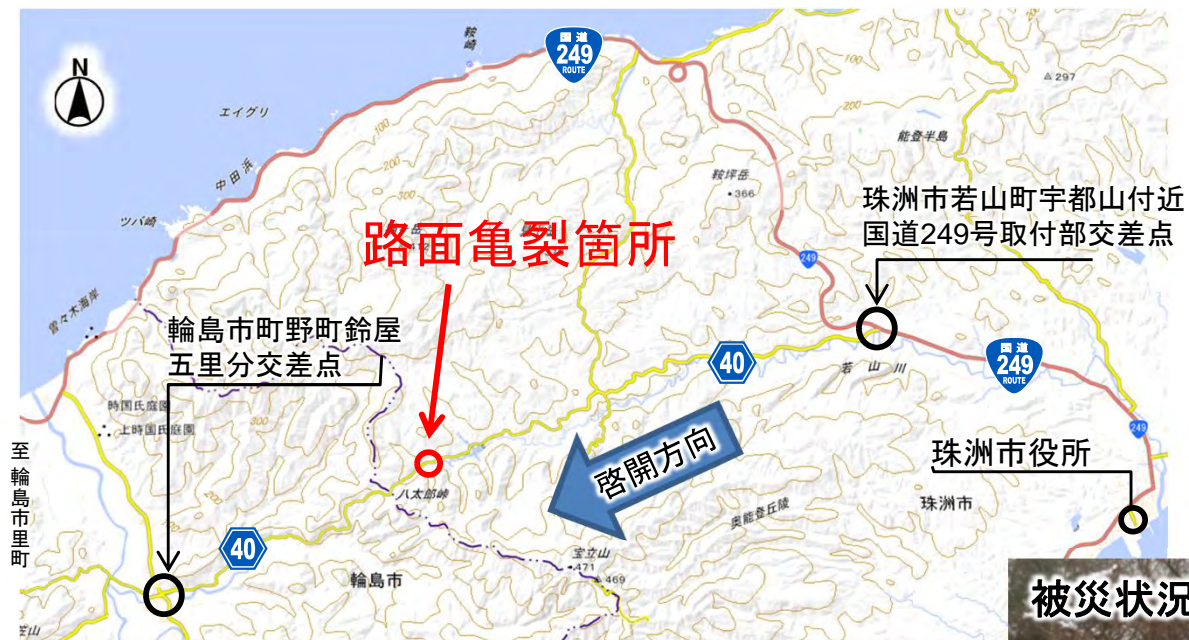 N
鞍崎
国道
249
ROUTE
100
297
エイグリ
200
能登半島
100
中田浜
200
鞍坪岳
366
300
珠洲市若山町宇都山付近
国道249号取付部交差点
ツバ崎
路面亀裂箇所
249
曽々木海岸
輪島市町野町鈴屋
五里分交差点
40
若山川
国道
249
ROUTE
時国氏庭園
300
上時国氏庭園
249
至輪島市里町
啓開方向
珠洲市役所
八太郎峠
200
奥能登丘陵
珠洲市
40
宝立山
471
469
輪島市
被災状況